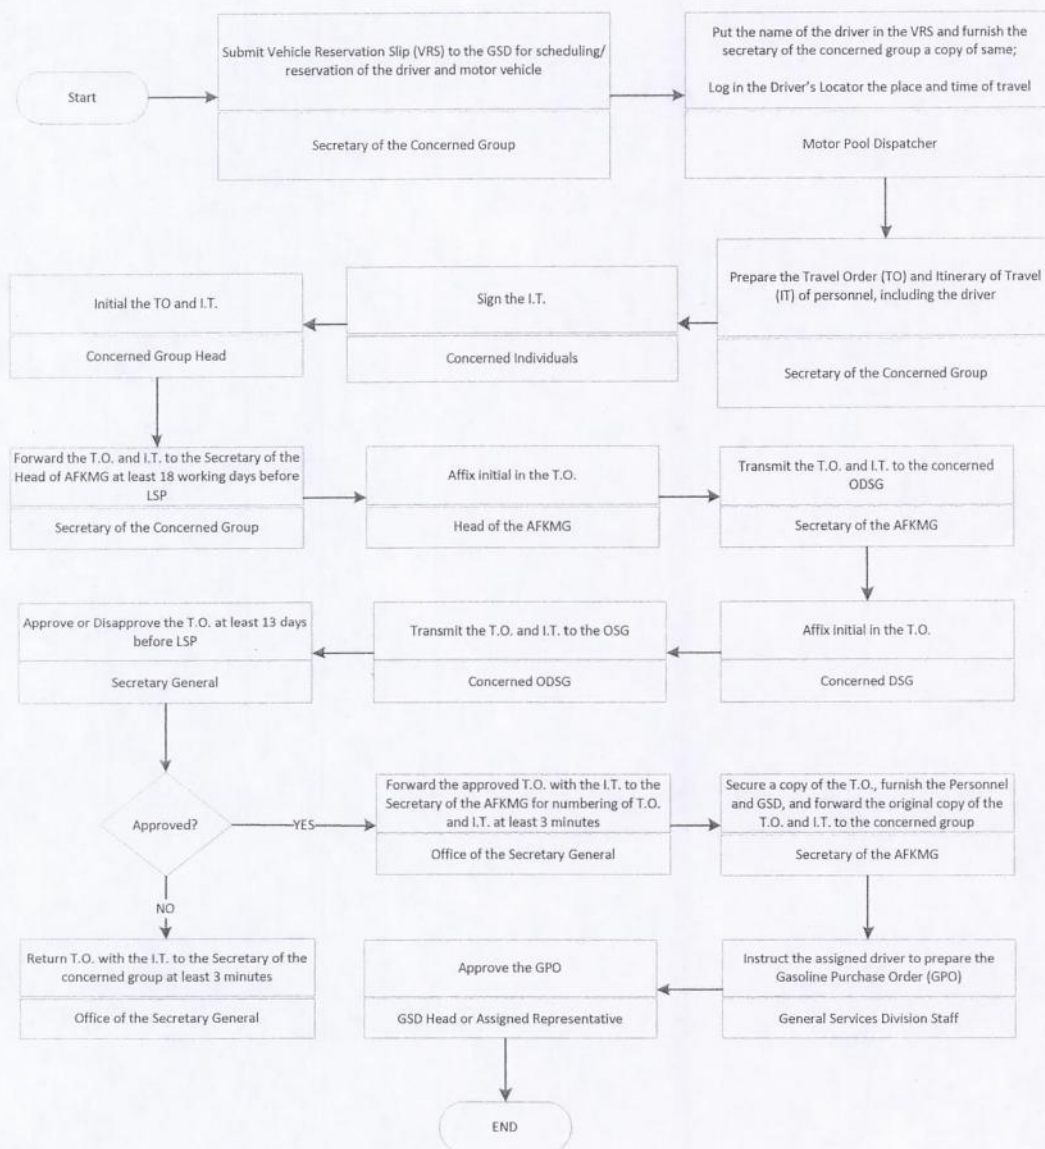 Start
Submit Vehicle Reservation Slip (VRS) to the GSD for scheduling/
reservation of the driver and motor vehicle
Secretary of the Concerned Group
Put the name of the driver in the VRS and furnish the
secretary of the concerned group a copy of same;
Log in the Driver's Locator the place and time of travel
Motor Pool Dispatcher
Prepare the Travel Order (TO) and Itinerary of Travel
(IT) of personnel, including the driver
Secretary of the Concerned Group
Sign the I.T.
Concerned Individuals
Initial the TO and I.T.
Concerned Group Head
Forward the T.O. and I.T. to the Secretary of the
Head of AFKMG at least 18 working days before
LSP
Secretary of the Concerned Group
Affix initial in the T.O.
Head of the AFKMG
Transmit the T.O. and I.T. to the concerned
ODSG
Secretary of the AFKMG
Affix initial in the T.O.
Concerned DSG
Transmit the T.O. and I.T. to the OSG
Concerned ODSG
Approve or Disapprove the T.O. at least 13 days
before LSP
Secretary General
Approved?
YES
Forward the approved T.O. with the I.T. to the
Secretary of the AFKMG for numbering of T.O.
and I.T. at least 3 minutes
Office of the Secretary General
Secure a copy of the T.O., furnish the Personnel
and GSD, and forward the original copy of the
T.O. and I.T. to the concerned group
Secretary of the AFKMG
NO
Return T.O. with the I.T. to the Secretary of the
concerned group at least 3 minutes
Office of the Secretary General
Instruct the assigned driver to prepare the
Gasoline Purchase Order (GPO)
General Services Division Staff
Approve the GPO
GSD Head or Assigned Representative
END